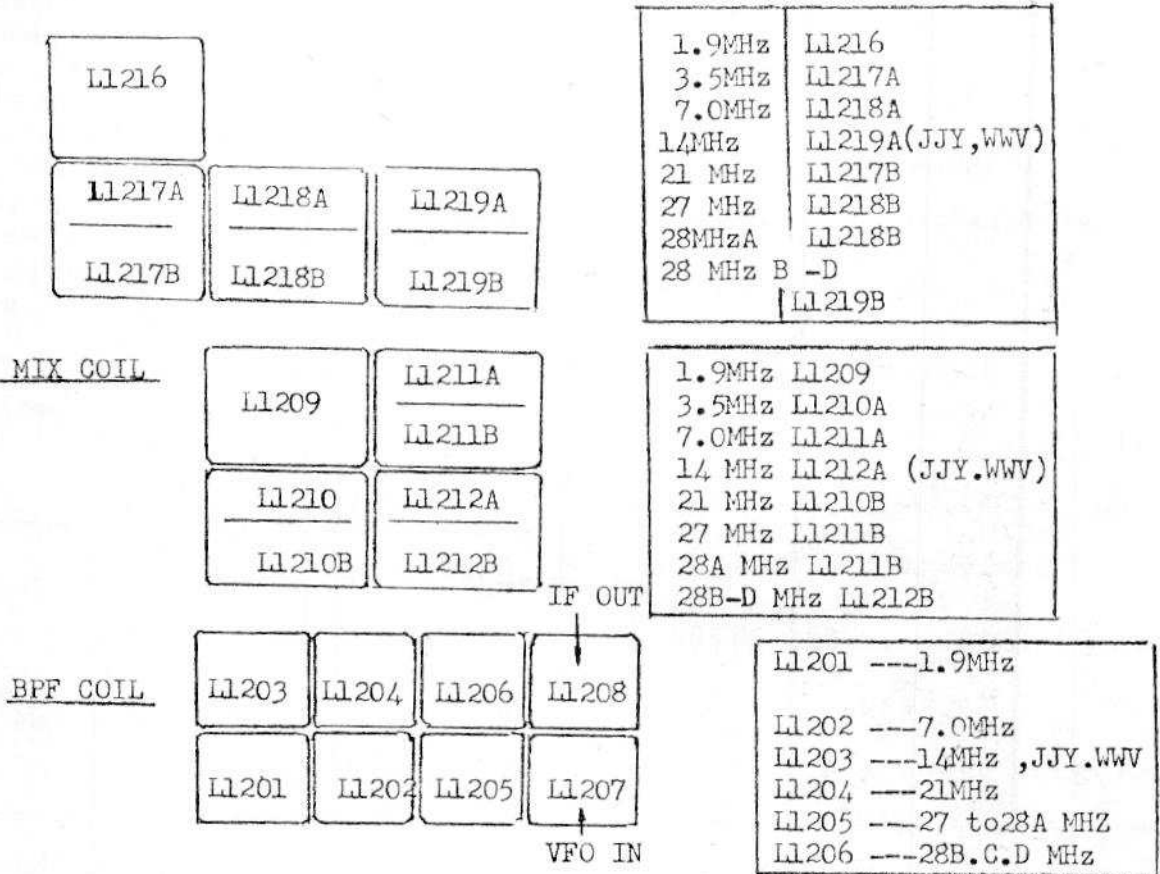 L1216
L1217A
L1217B
L1218A
L1218B
L1219A
L1219B
1.9MHz L1216
3.5MHz L1217A
7.0MHz L1218A
14MHz L1219A(JJY,WWV)
21 MHz L1217B
27 MHz L1218B
28MHzA L1218B
28 MHz B -D
L1219B
MIX COIL
L1209
L1211A
L1211B
L1210
L1210B
L1212A
L1212B
1.9MHz L1209
3.5MHz L1210A
7.0MHz L1211A
14 MHz L1212A (JJY.WWV)
21 MHz L1210B
27 MHz L1211B
28A MHz L1211B
28B-D MHz L1212B
IF OUT
BPF COIL
L1203 L1204 L1206 L1208
L1201 L1202 L1205 L1207
VFO IN
L1201 ---1.9MHz
L1202 ---7.0MHz
L1203 ---14MHz ,JJY.WWV
L1204 ---21MHz
L1205 ---27 to28A MHZ
L1206 ---28B.C.D MHz